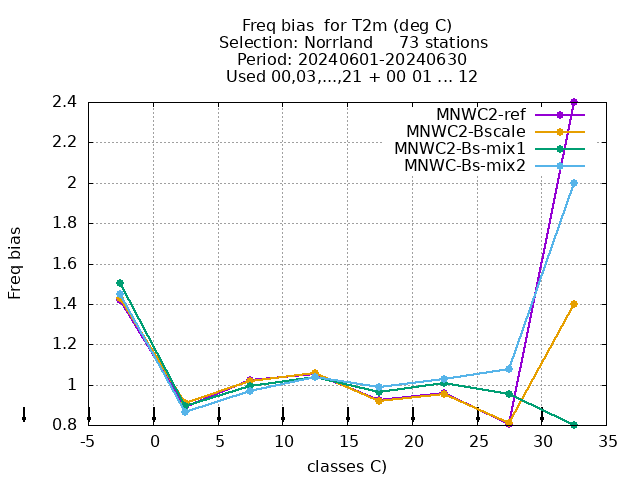 Freq bias  for T2m (deg C)
Selection: Norrland     73 stations
Period: 20240601-20240630
Used 00,03,...,21 + 00 01 ... 12
MNWC2-ref
MNWC2-Bscale
MNWC2-Bs-mix1
MNWC-Bs-mix2
Freq bias
2.4
2.2
2
1.8
1.6
1.4
1.2
1
0.8
-5 0 5 10 15 20 25 30 35
classes C)